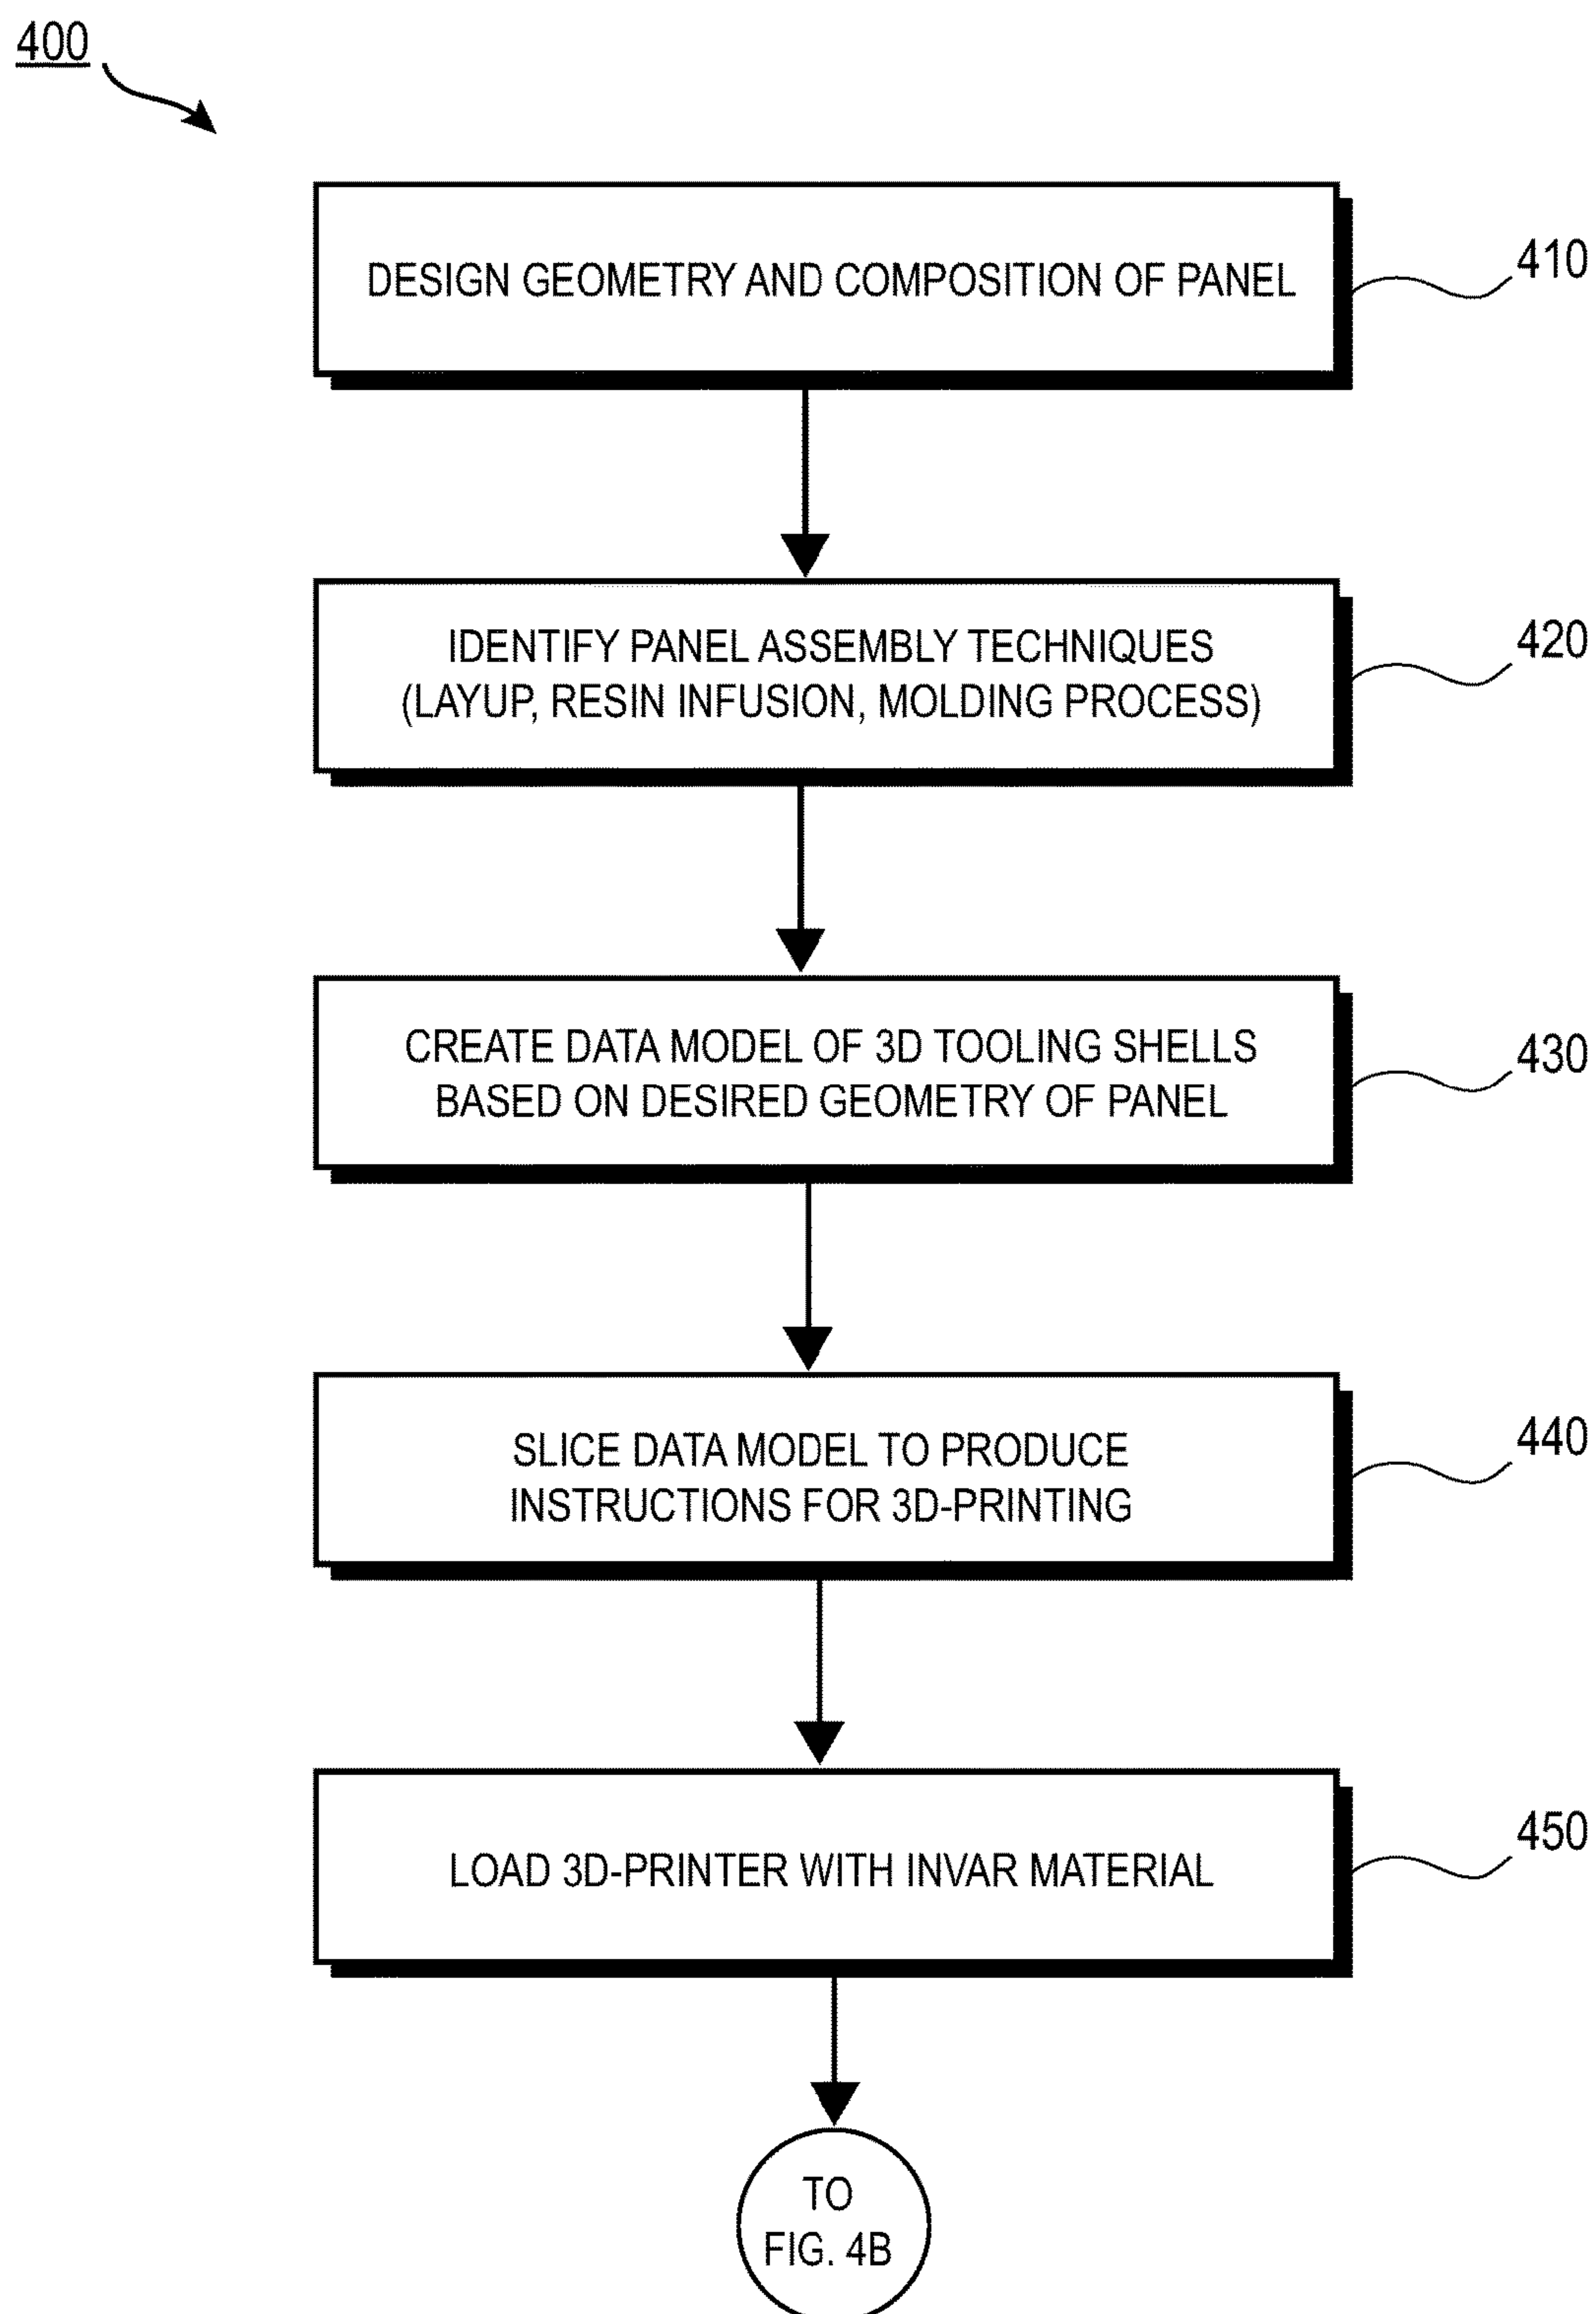 400
DESIGN GEOMETRY AND COMPOSITION OF PANEL
410
IDENTIFY PANEL ASSEMBLY TECHNIQUES
(LAYUP, RESIN INFUSION, MOLDING PROCESS)
420
CREATE DATA MODEL OF 3D TOOLING SHELLS
BASED ON DESIRED GEOMETRY OF PANEL
430
SLICE DATA MODEL TO PRODUCE
INSTRUCTIONS FOR 3D-PRINTING
440
LOAD 3D-PRINTER WITH INVAR MATERIAL
450
TO
FIG. 4B